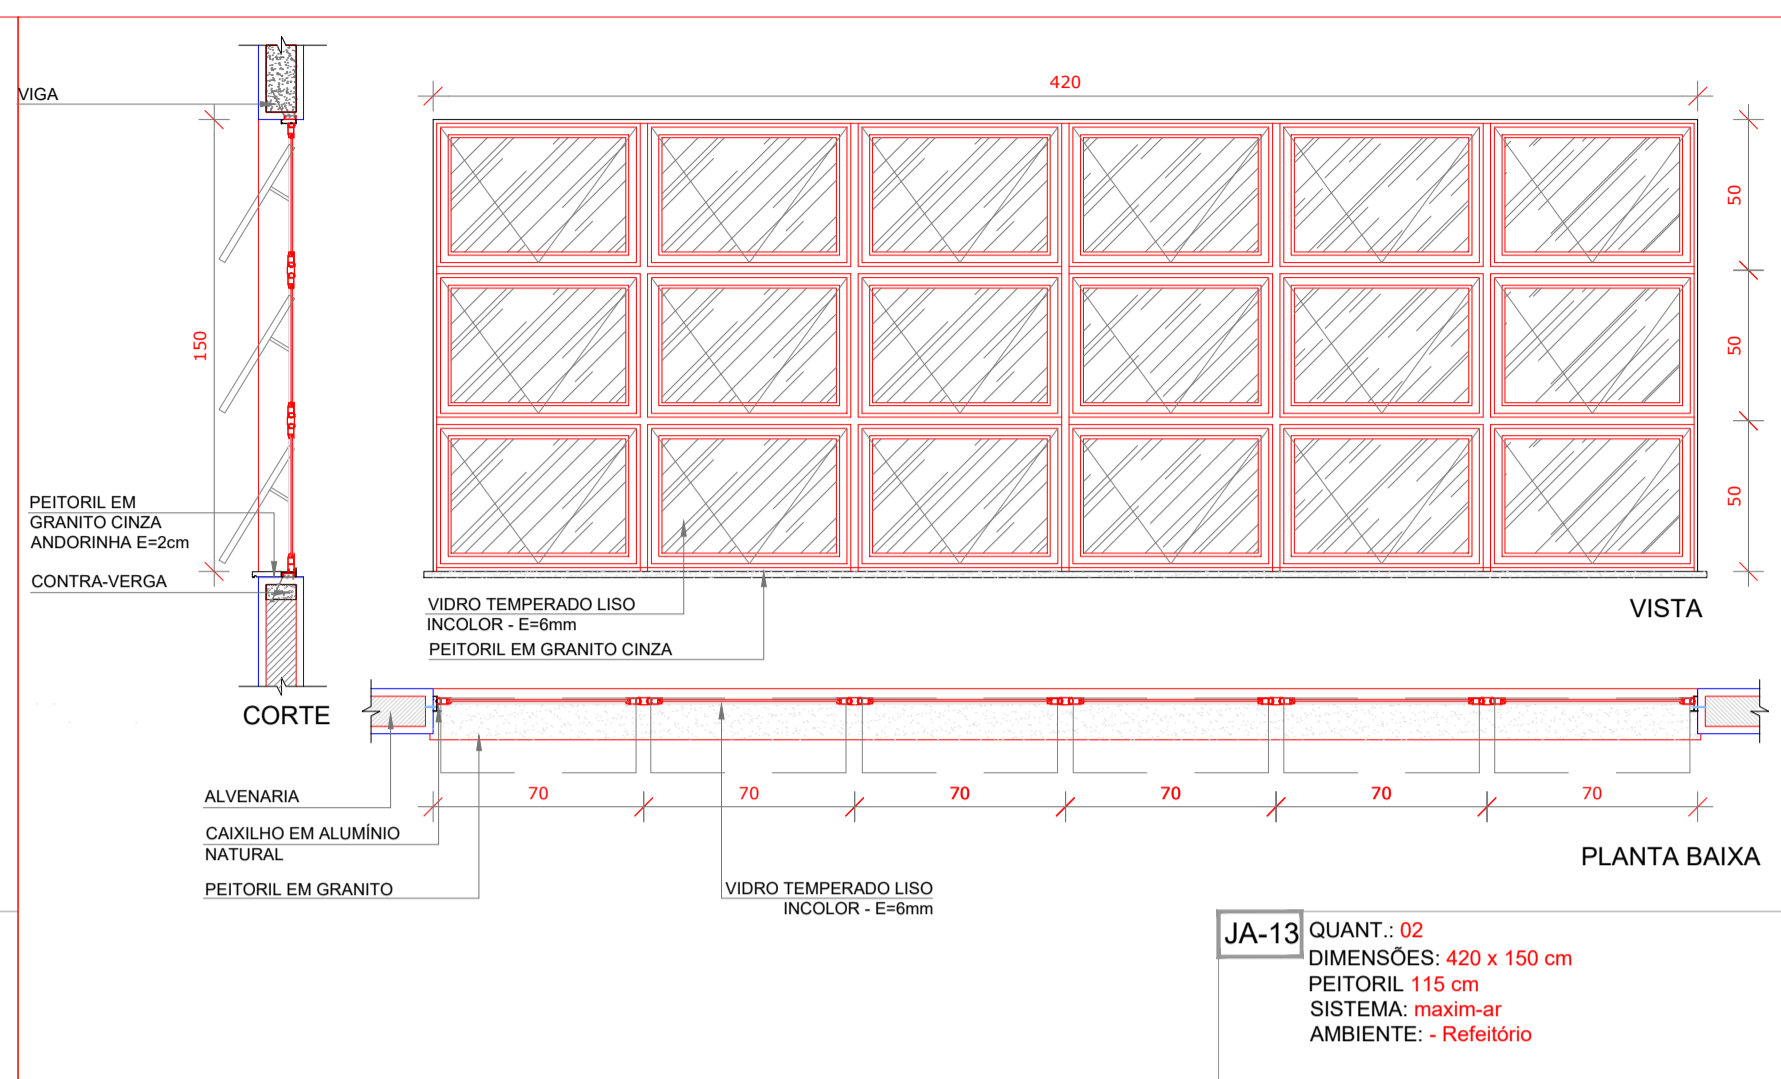 VIGA
420
50
50
50
150
PEITORIL EM
GRANITO CINZA
ANDORINHA E=2cm
CONTRA-VERGA
VIDRO TEMPERADO LISO
INCOLOR - E=6mm
PEITORIL EM GRANITO CINZA
VISTA
CORTE
ALVENARIA
CAIXILHO EM ALUMÍNIO
NATURAL
PEITORIL EM GRANITO
70
70
70
70
70
70
VIDRO TEMPERADO LISO
INCOLOR - E=6mm
PLANTA BAIXA
JA-13
QUANT.: 02
DIMENSÕES: 420 x 150 cm
PEITORIL 115 cm
SISTEMA: maxim-ar
AMBIENTE: - Refeitório